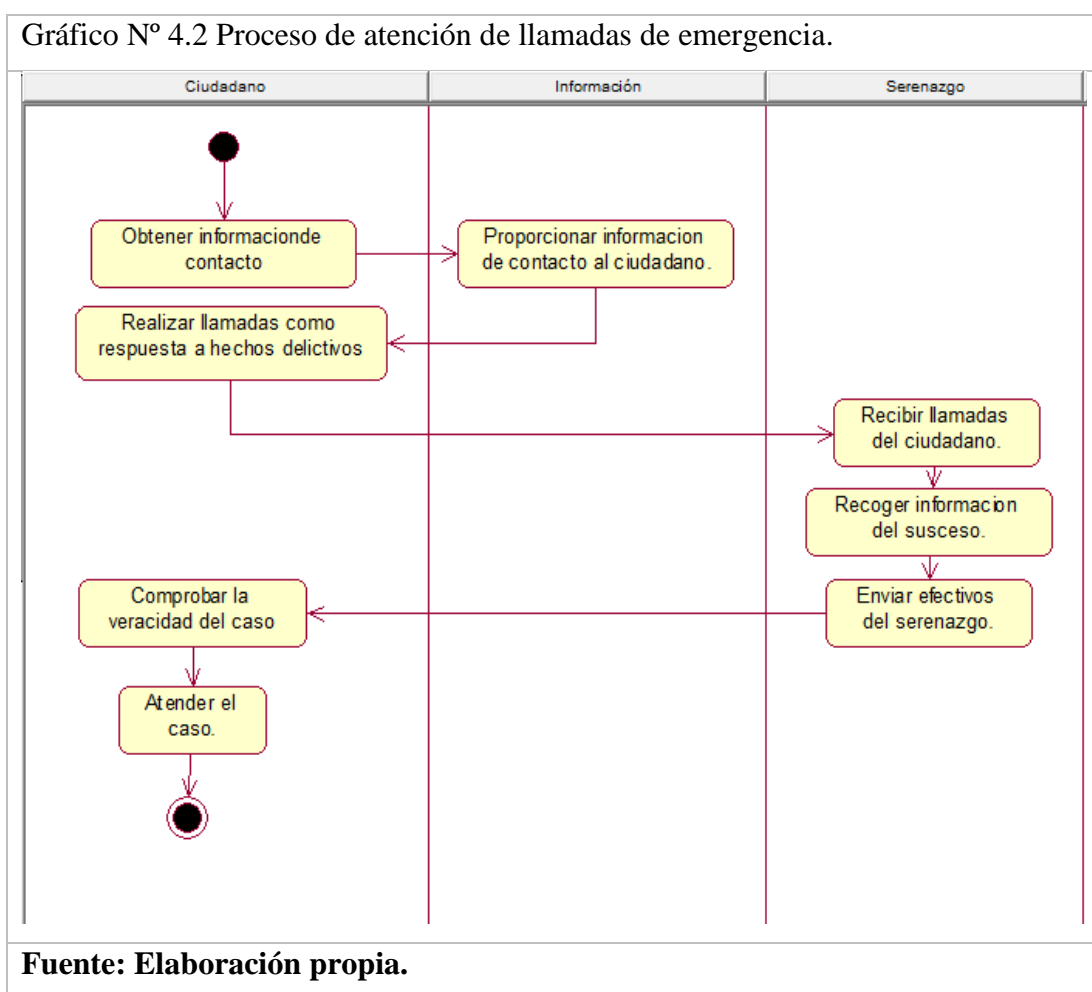 Gráfico Nº 4.2 Proceso de atención de llamadas de emergencia.
Ciudadano
Información
Serenazgo
Obtener informacionde
contacto
Proporcionar informacion
de contacto al ciudadano.
Realizar llamadas como
respuesta a hechos delictivos
Recibir llamadas
del ciudadano.
Recoger informacion
del susceso.
Enviar efectivos
del serenazgo.
Comprobar la
veracidad del caso
Atender el
caso.
Fuente: Elaboración propia.